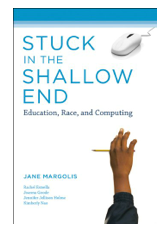 STUCK
IN THE
SHALLOW
END
Education, Race, and Computing
JANE MARGOLIS
Rachel Estrella
Joanna Goode
Jennifer Jellison Holme
Kimberly Nao